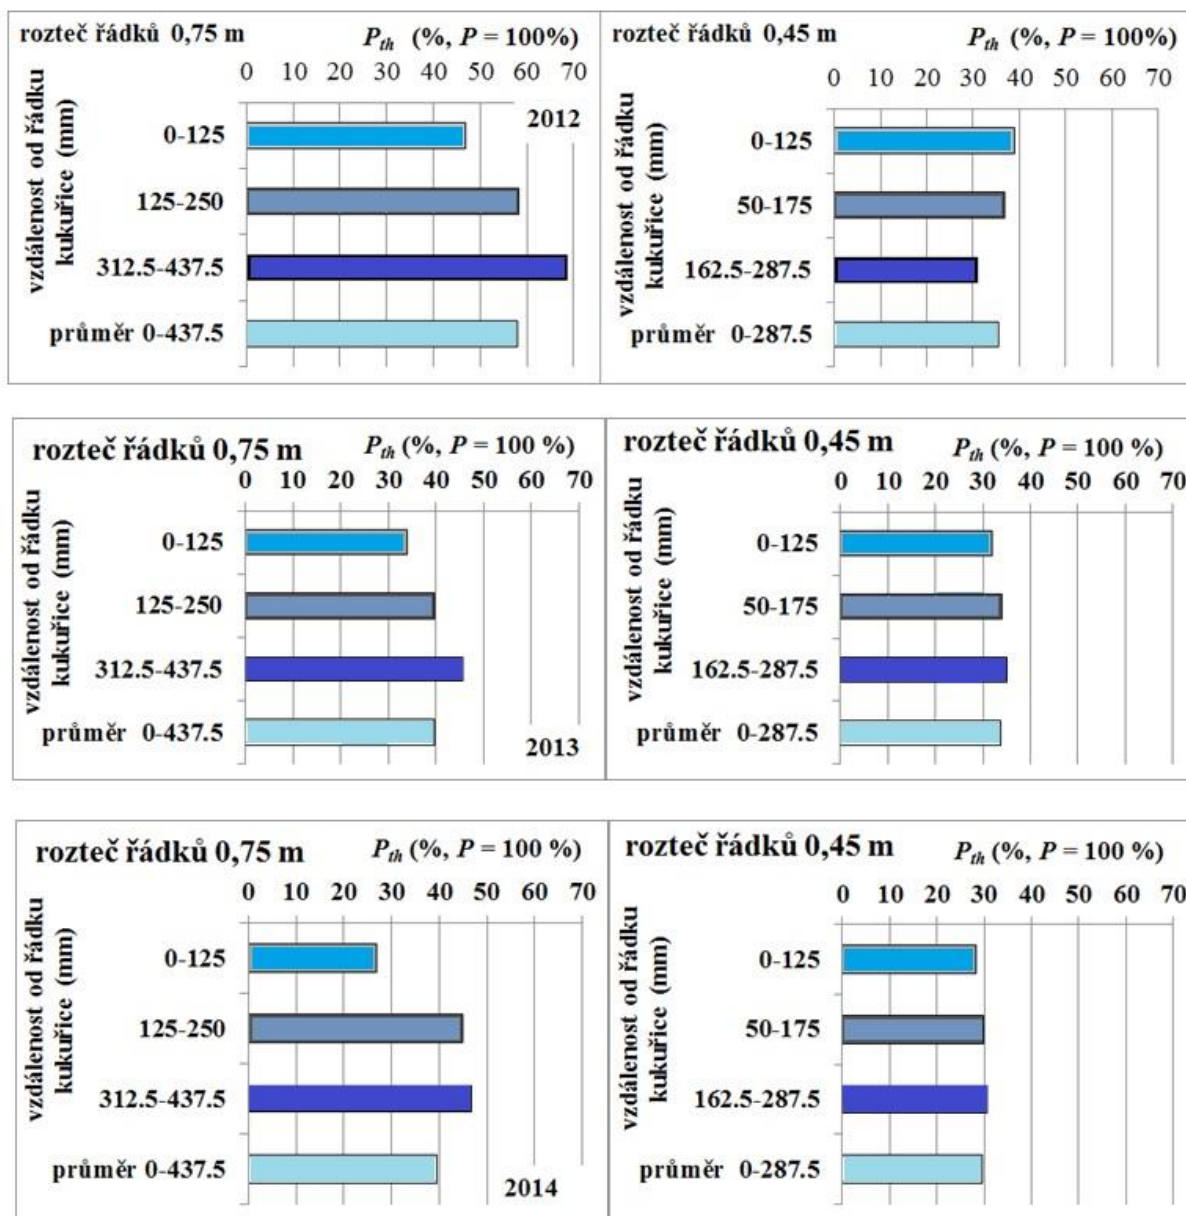 rozteč řádků 0,75 m
P_th (%, P = 100%)
0 10 20 30 40 50 60 70
vzdálenost od řádku
kukuřice (mm)
2012
0-125
125-250
312.5-437.5
průměr 0-437.5
rozteč řádků 0,45 m
P_th (%, P = 100%)
0 10 20 30 40 50 60 70
vzdálenost od řádku
kukuřice (mm)
0-125
50-175
162.5-287.5
průměr 0-287.5
rozteč řádků 0,75 m
P_th (%, P = 100 %)
0 10 20 30 40 50 60 70
vzdálenost od řádku
kukuřice (mm)
0-125
125-250
312.5-437.5
průměr 0-437.5
2013
rozteč řádků 0,45 m
P_th (%, P = 100 %)
0 10 20 30 40 50 60 70
vzdálenost od řádku
kukuřice (mm)
0-125
50-175
162.5-287.5
průměr 0-287.5
rozteč řádků 0,75 m
P_th (%, P = 100 %)
0 10 20 30 40 50 60 70
vzdálenost od řádku
kukuřice (mm)
0-125
125-250
312.5-437.5
průměr 0-437.5
2014
rozteč řádků 0,45 m
P_th (%, P = 100 %)
0 10 20 30 40 50 60 70
vzdálenost od řádku
kukuřice (mm)
0-125
50-175
162.5-287.5
průměr 0-287.5